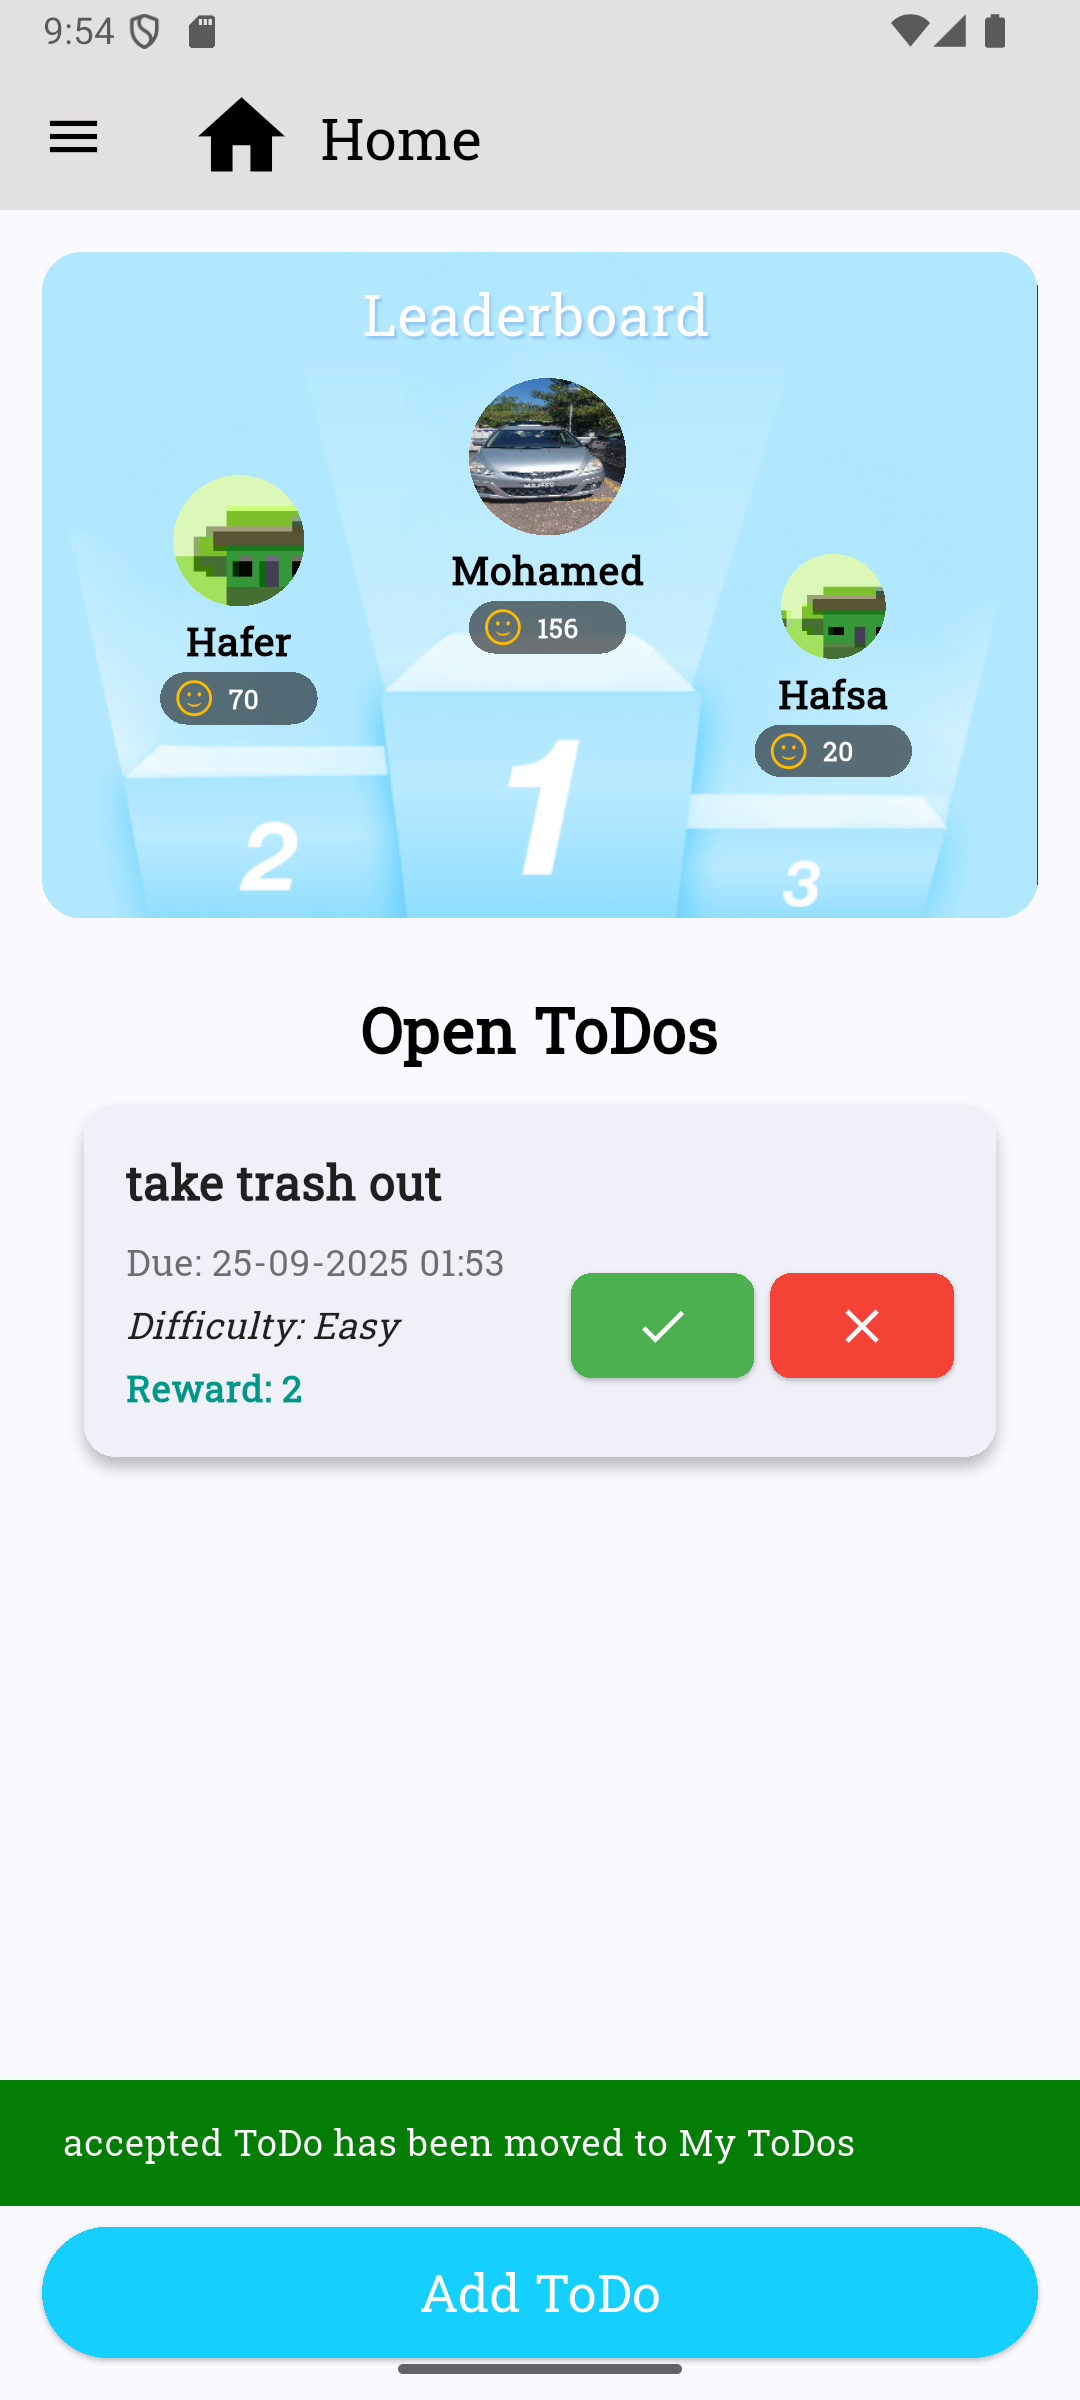 9:54
Home
Leaderboard
Mohamed
156
Hafer
70
Hafsa
20
1
2
3
Open ToDos
take trash out
Due: 25-09-2025 01:53
Difficulty: Easy
Reward: 2
accepted ToDo has been moved to My ToDos
Add ToDo